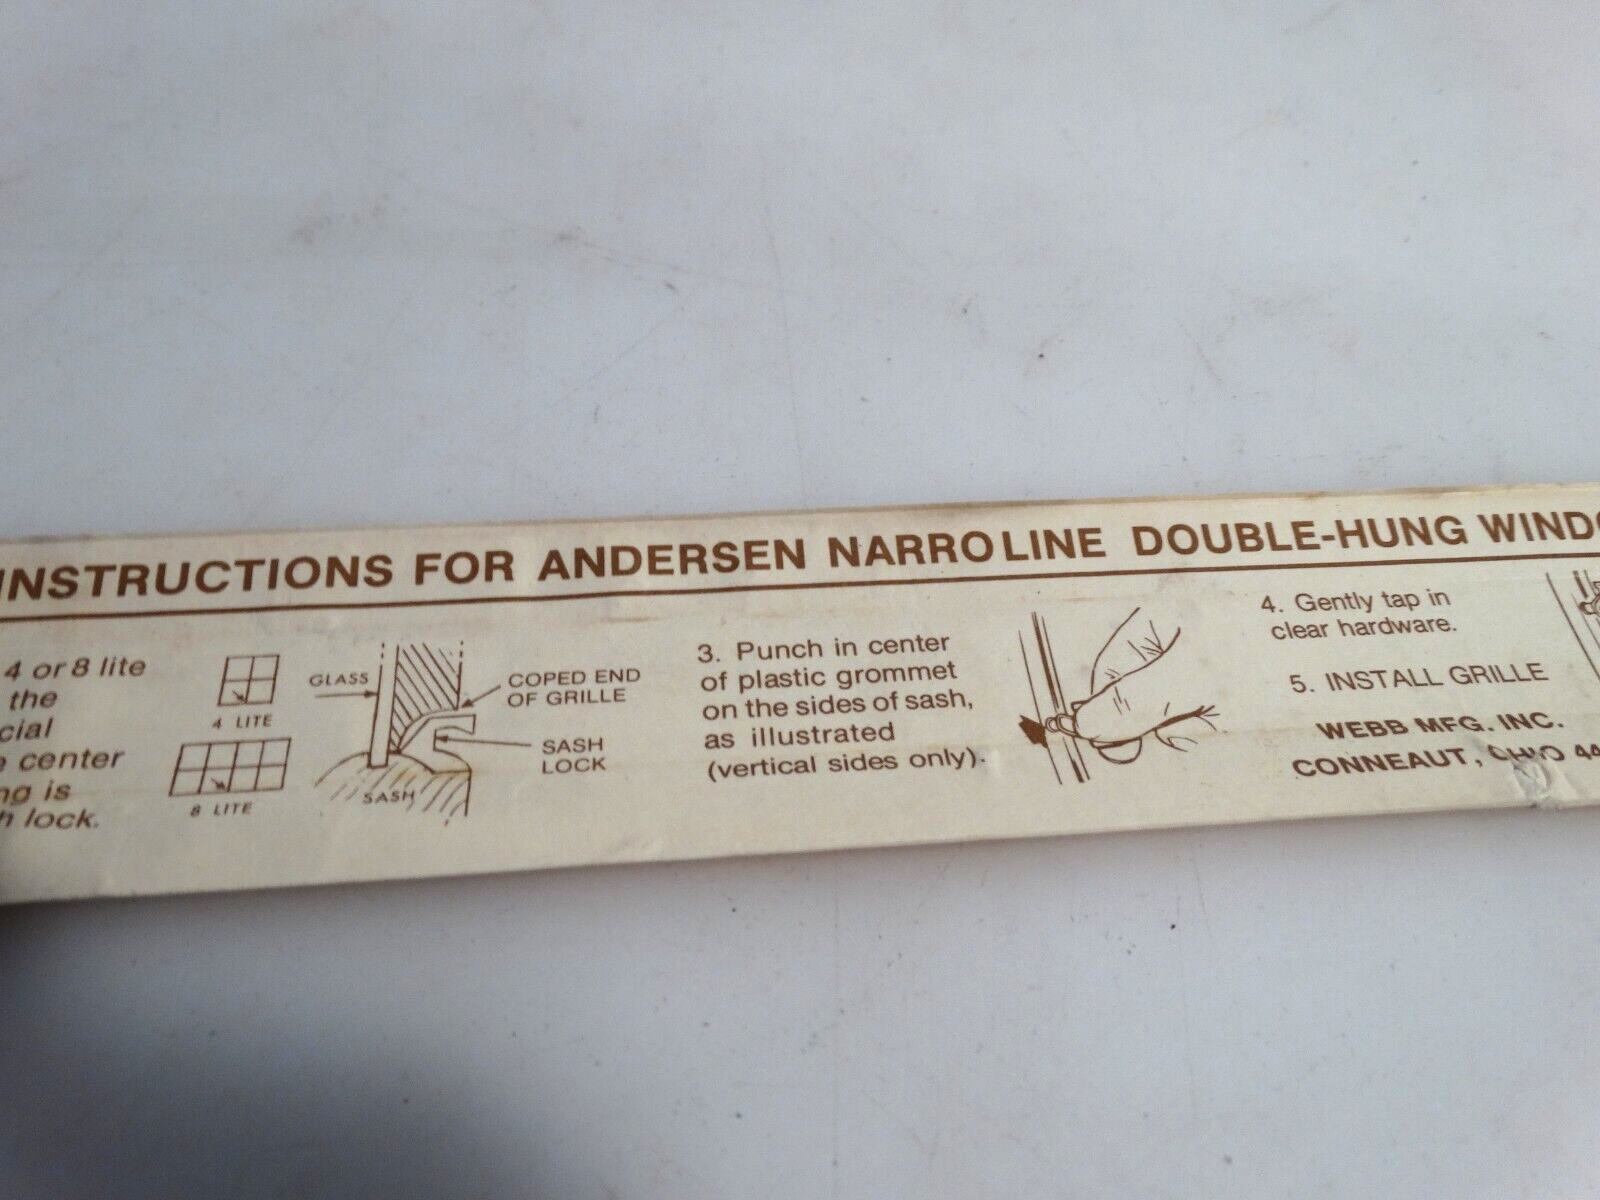 INSTRUCTIONS FOR ANDERSEN NARROLINE DOUBLE-HUNG
4 or 8 lite
the
center
is
lock.
4 LITE
8 LITE
GLASS
COPED END
OF GRILLE
SASH
LOCK
SASH
3. Punch in center
of plastic grommet
on the sides of sash,
as illustrated
(vertical sides only).
4. Gently tap in
clear hardware.
5. INSTALL GRILLE
WEBB MFG. INC.
CONNEAUT, OHIO 44